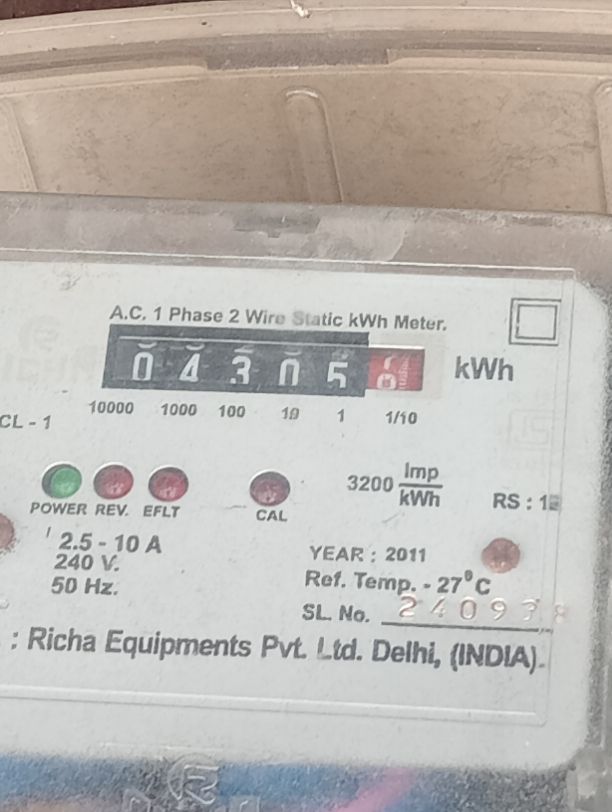 A.C. 1 Phase 2 Wire Static kWh Meter.
0 4 3 0 5 kWh
10000 1000 100 10 1 1/10
CL - 1
3200 Imp/kWh
RS : 1
POWER REV. EFLT CAL
2.5 - 10 A
240 V.
50 Hz.
YEAR : 2011
Ref. Temp. - 27°C
SL. No. 240938
: Richa Equipments Pvt. Ltd. Delhi, (INDIA).